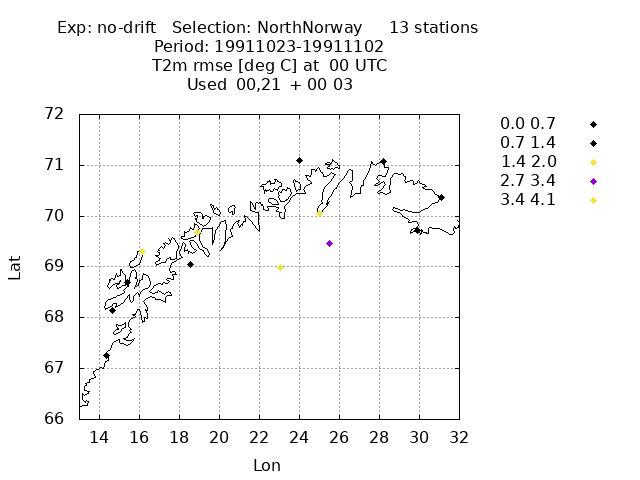 Exp: no-drift   Selection: NorthNorway     13 stations
Period: 19911023-19911102
T2m rmse [deg C] at  00 UTC
Used  00,21  + 00 03
72
71
70
69
68
67
66
Lat
14 16 18 20 22 24 26 28 30 32
Lon
0.0 0.7
0.7 1.4
1.4 2.0
2.7 3.4
3.4 4.1